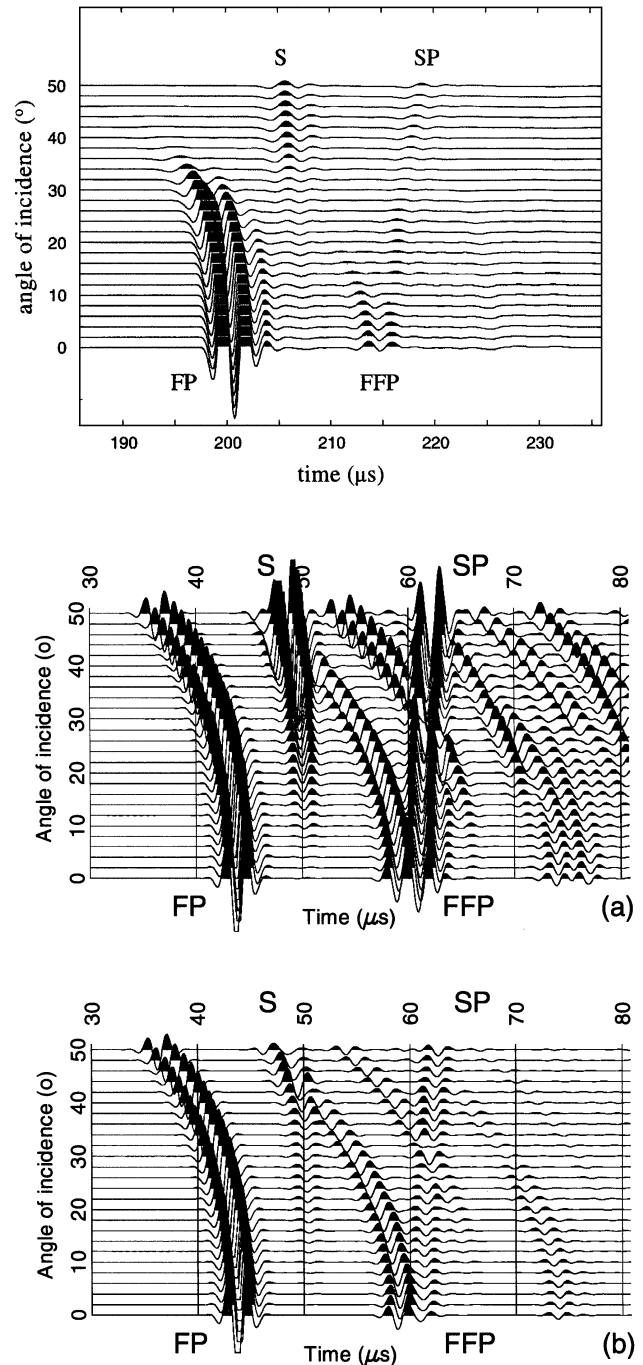 S SP
50
40
30
20
10
0
angle of incidence (°)
FP FFP
190 200 210 220 230
time (μs)
30 40 S 50 60 SP 70 80
50
40
30
20
10
0
Angle of incidence (o)
FP Time (μs) FFP (a)
30 40 S 50 60 SP 70 80
50
40
30
20
10
0
Angle of incidence (o)
FP Time (μs) FFP (b)